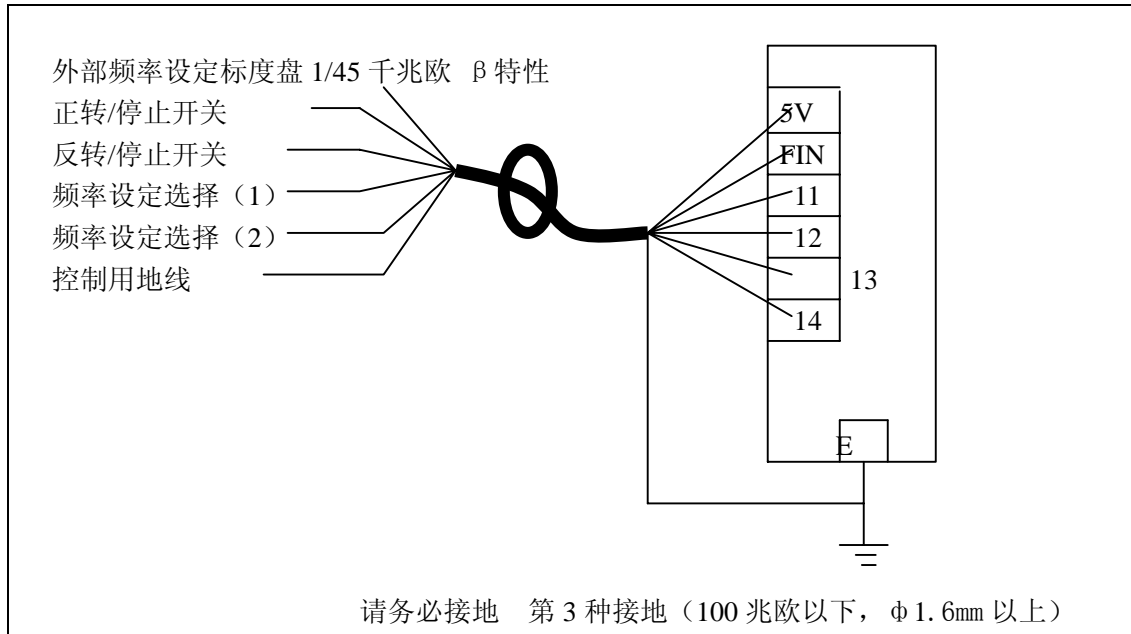 外部频率设定标度盘 1/45 千兆欧 β特性
正转/停止开关
反转/停止开关
频率设定选择（1）
频率设定选择（2）
控制用地线
5V
FIN
11
12
13
14
E
请务必接地 第 3 种接地（100 兆欧以下，φ1.6mm 以上）